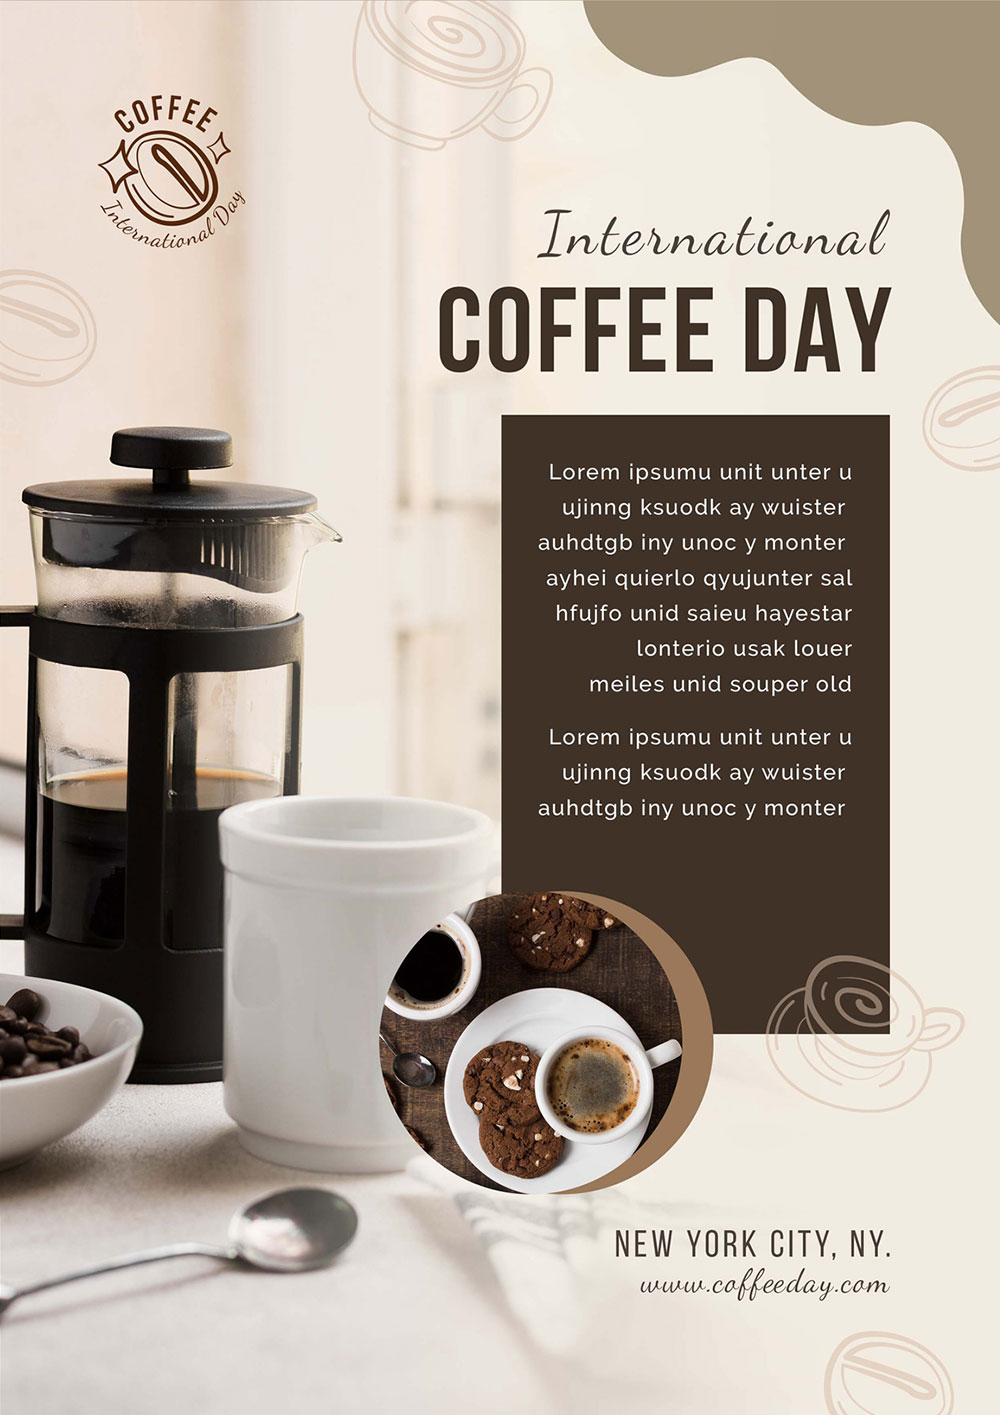 COFFEE
International Day
International
COFFEE DAY
Lorem ipsumu unit unter u
ujinng ksuodk ay wuister
auhdtgb iny unoc y monter
ayhei quierlo qyujunter sal
hfujfo unid saieu hayestar
lonterio usak louer
meiles unid souper old
Lorem ipsumu unit unter u
ujinng ksuodk ay wuister
auhdtgb iny unoc y monter
NEW YORK CITY, NY.
www.coffeeday.com